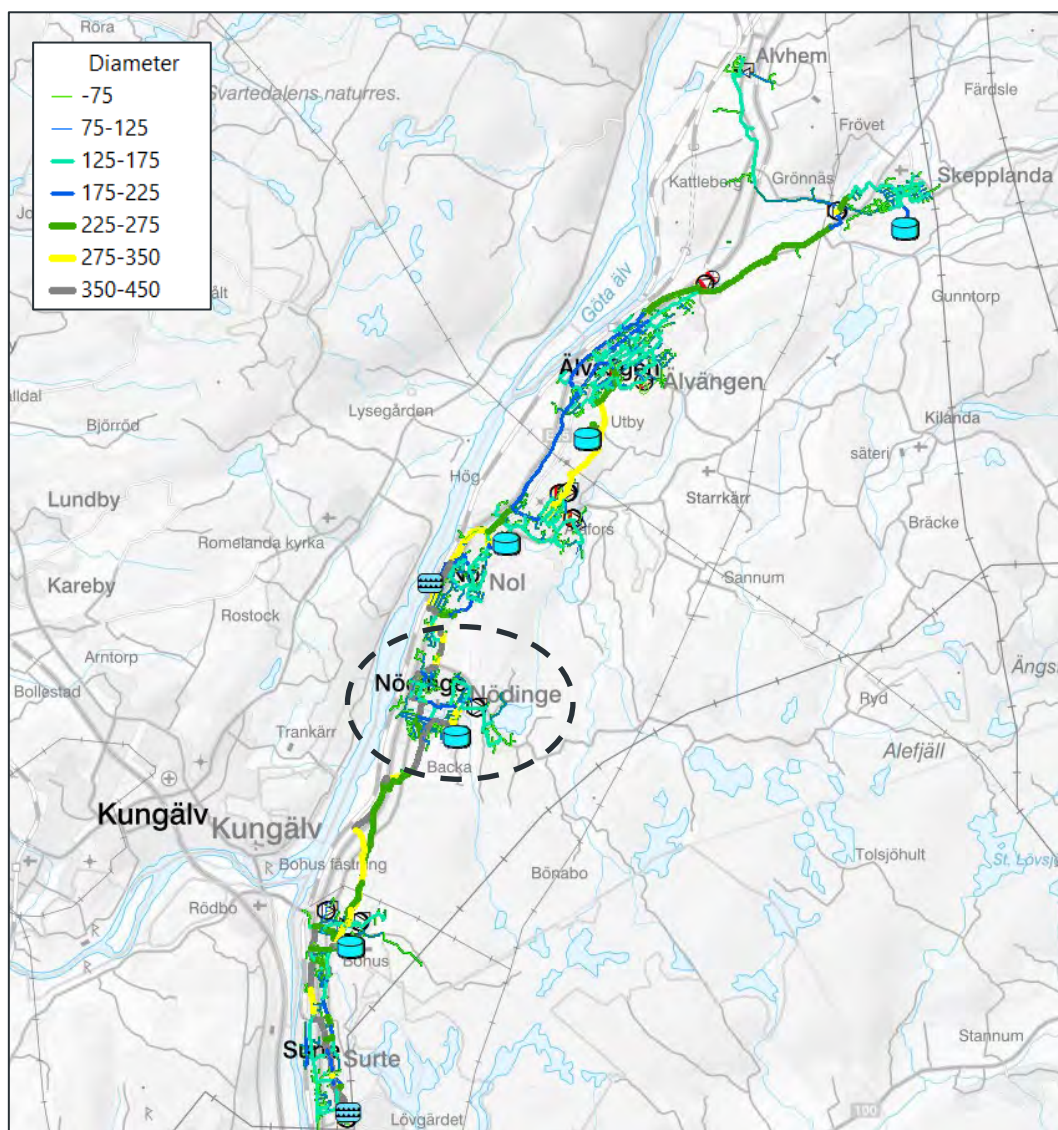 Diameter
-75
75-125
125-175
175-225
225-275
275-350
350-450
Röra
Svartedalens naturres.
Alvhem
Färdsle
Frövet
Kattleberg
Grönnäs
Skepplanda
Göta älv
Gunntorp
Älvängen
Lysegården
Utby
Kilanda
Björröd
säteri
Hög
Starrkärr
Lundby
Bräcke
Romelanda kyrka
Kareby
Nol
Sannum
Rostock
Arntorp
Ängs
Bollestad
Nödinge
Nödinge
Ryd
Trankärr
Alefjäll
Backa
Kungälv
Kungälv
Tolsjöhult
St. Lövsj
Bohus fästning
Bönabo
Rödbo
Bohus
Stannum
Surte
Surte
Lövgärdet
100